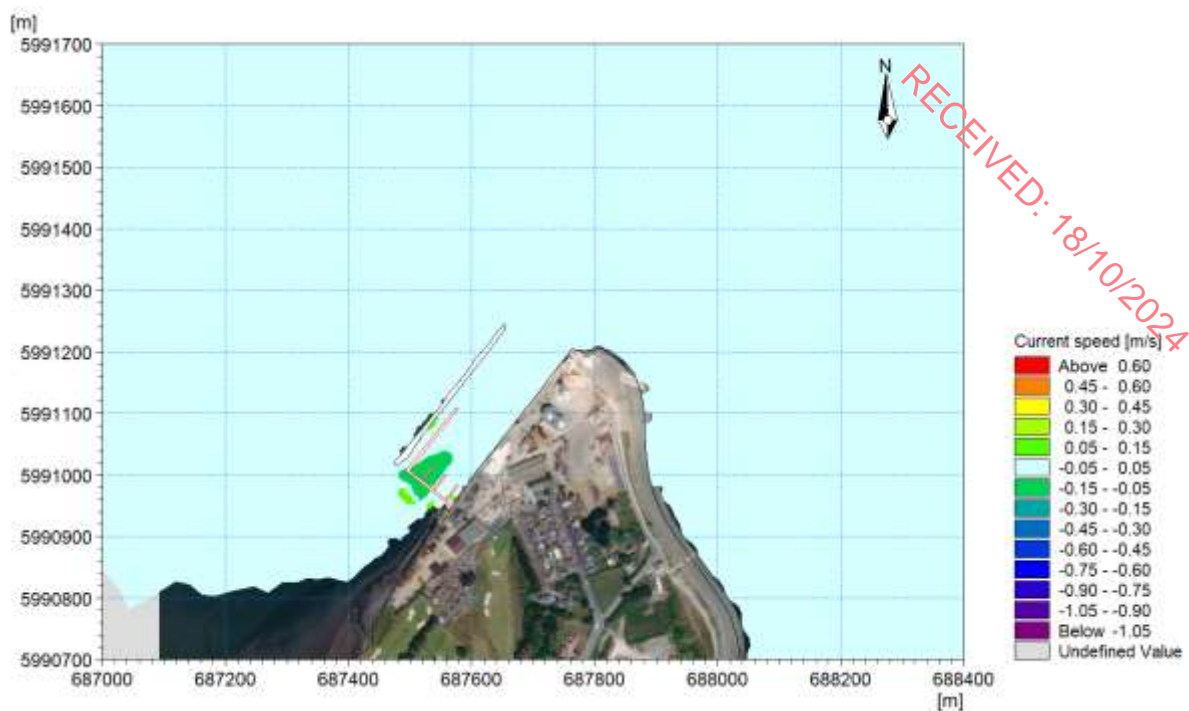 [m]
5991700
5991600
5991500
5991400
5991300
5991200
5991100
5991000
5990900
5990800
5990700
687000 687200 687400 687600 687800 688000 688200 688400
[m]
N
RECEIVED: 18/10/2024
Current speed [m/s]
Above 0.60
0.45 - 0.60
0.30 - 0.45
0.15 - 0.30
0.05 - 0.15
-0.05 - 0.05
-0.15 - -0.05
-0.30 - -0.15
-0.45 - -0.30
-0.60 - -0.45
-0.75 - -0.60
-0.90 - -0.75
-1.05 - -0.90
Below -1.05
Undefined Value